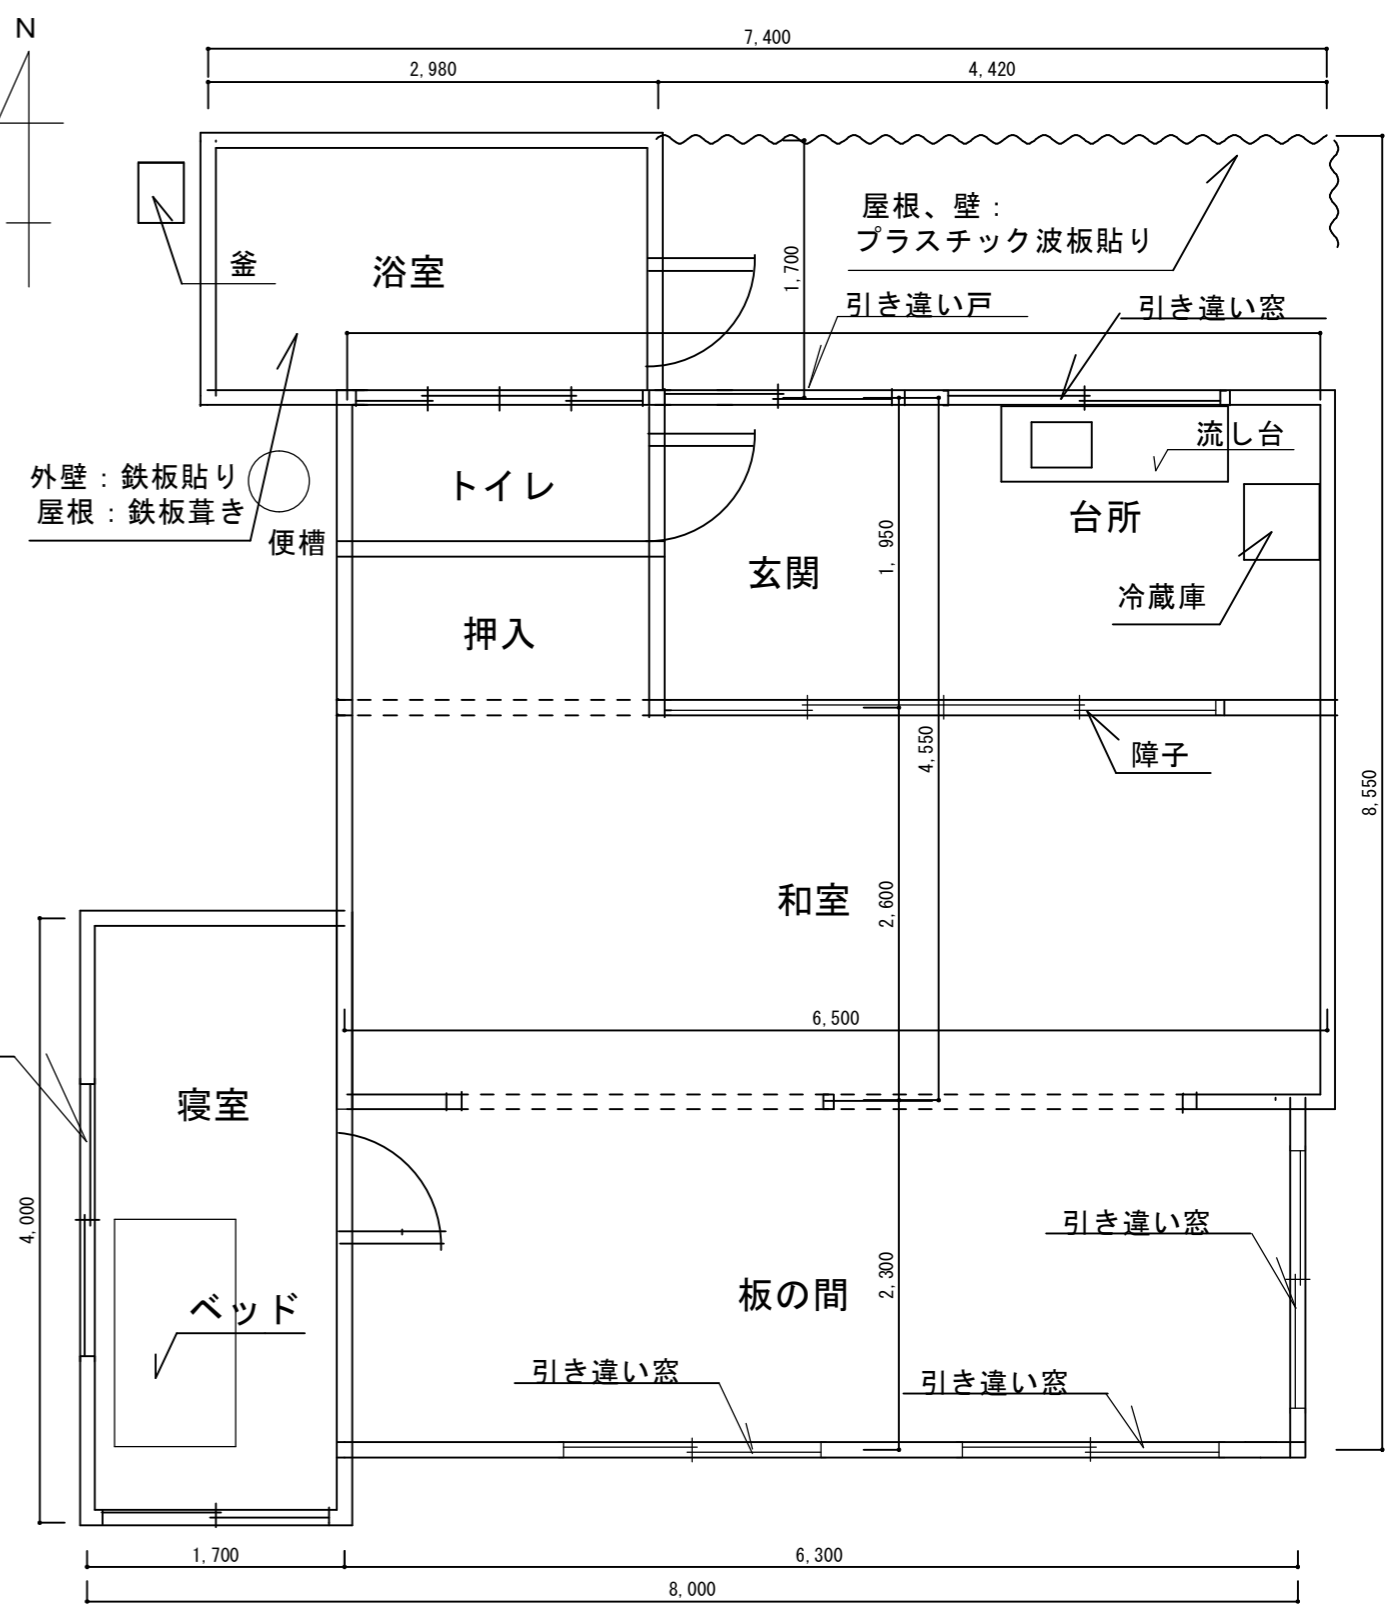 N
7,400
2,980
4,420
屋根、壁：
プラスチック波板貼り
釜
浴室
1,700
引き違い戸
引き違い窓
流し台
外壁：鉄板貼り
屋根：鉄板葺き
便槽
トイレ
台所
1,950
玄関
冷蔵庫
押入
4,550
障子
8,550
和室
2,600
6,500
寝室
4,000
引き違い窓
2,300
板の間
ベッド
引き違い窓
引き違い窓
1,700
6,300
8,000